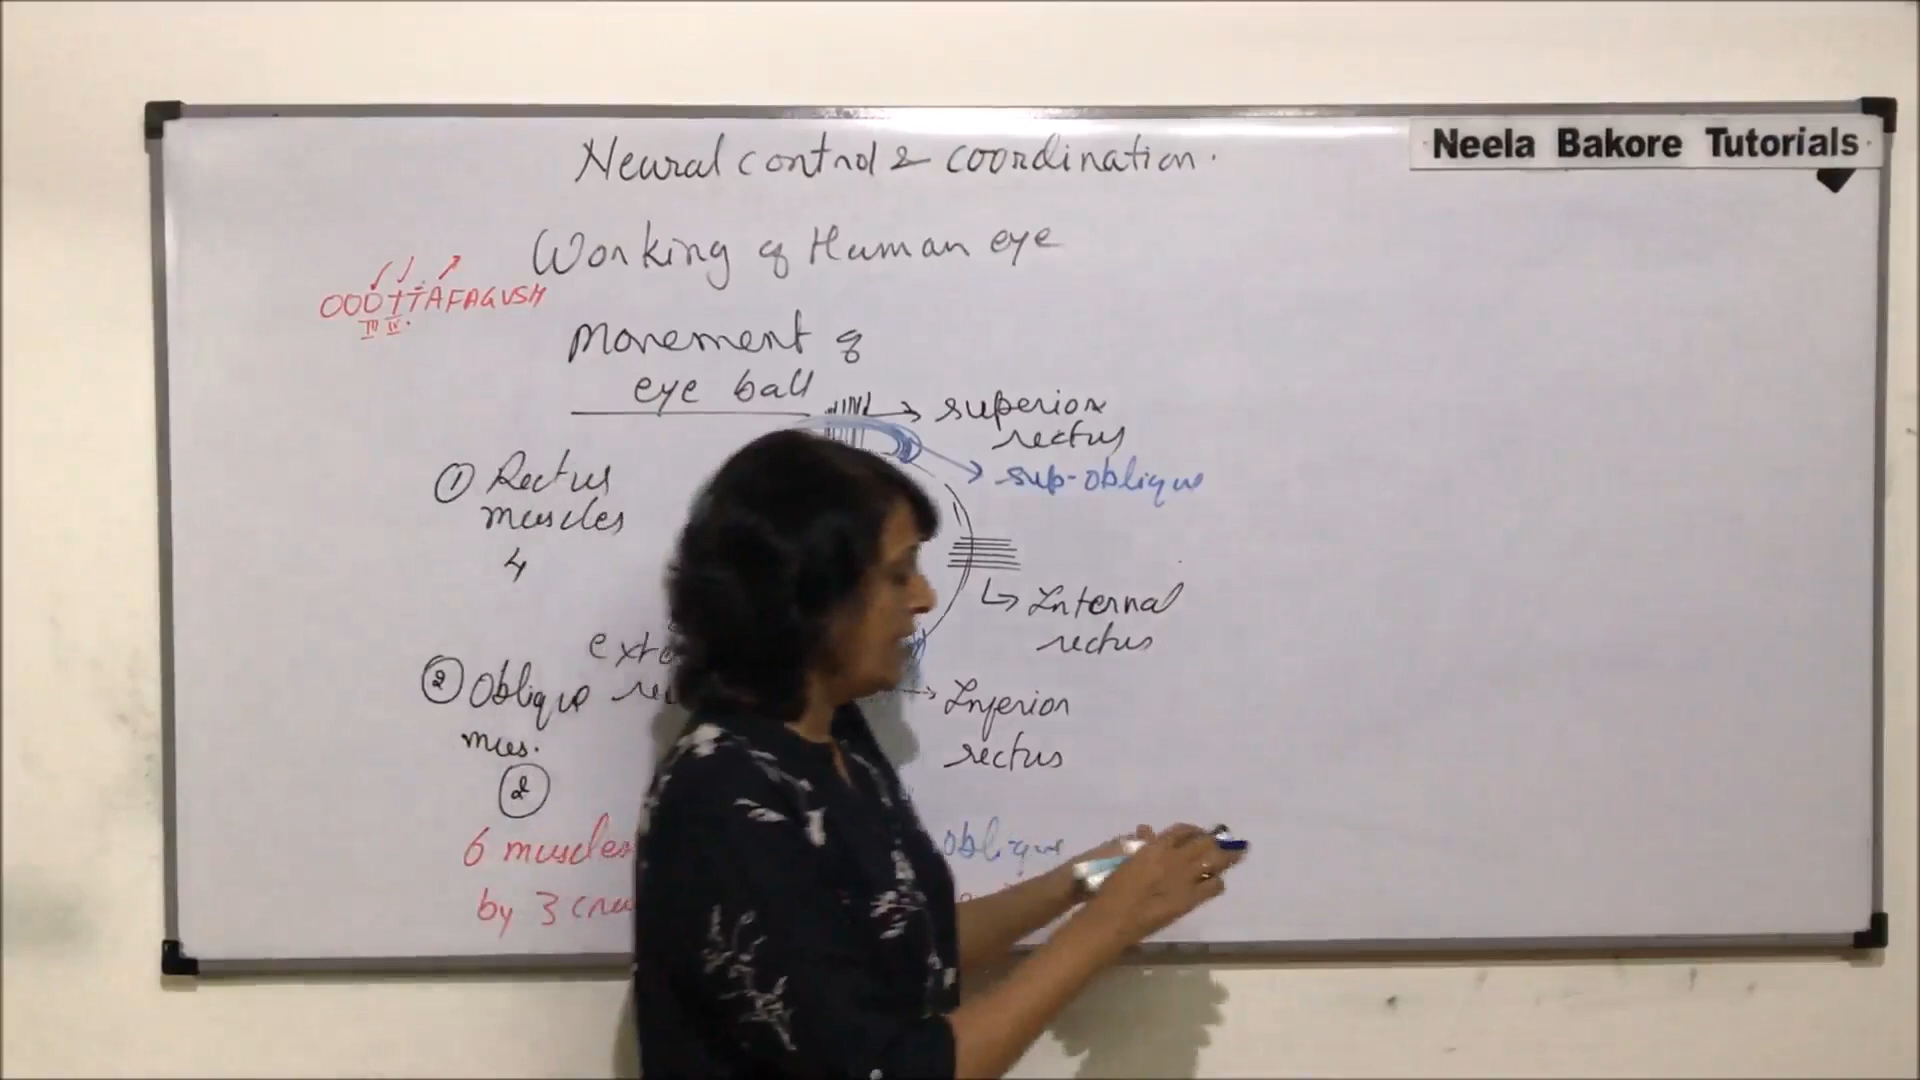 Neela Bakore Tutorials
Neural control & coordination.
Working of Human eye
OOOTTAFAGVSH
III IV
Movement of
eye ball
superior
rectus
sup-oblique
① Rectus
muscles
4
Internal
rectus
② Oblique
mus.
2
Inferior
rectus
oblique
6 muscles
by 3